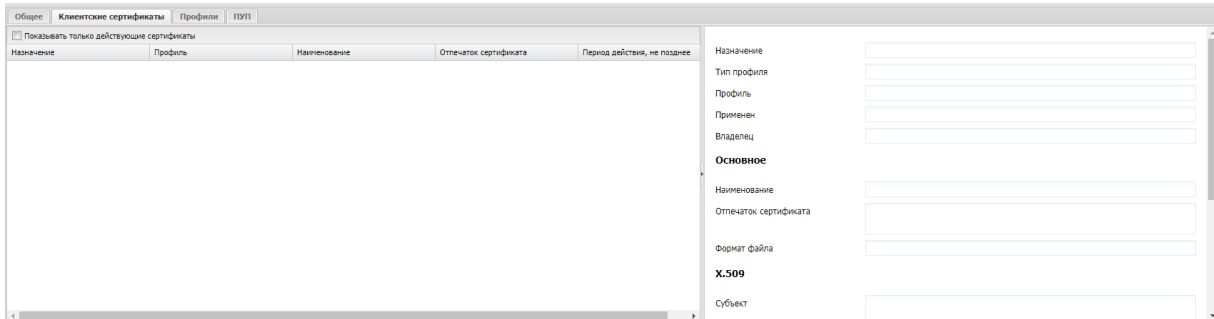 Общее Клиентские сертификаты Профили ПУП
Показывать только действующие сертификаты
Назначение Профиль Наименование Отпечаток сертификата Период действия, не позднее
Назначение
Тип профиля
Профиль
Применен
Владелец
Основное
Наименование
Отпечаток сертификата
Формат файла
X.509
Субъект